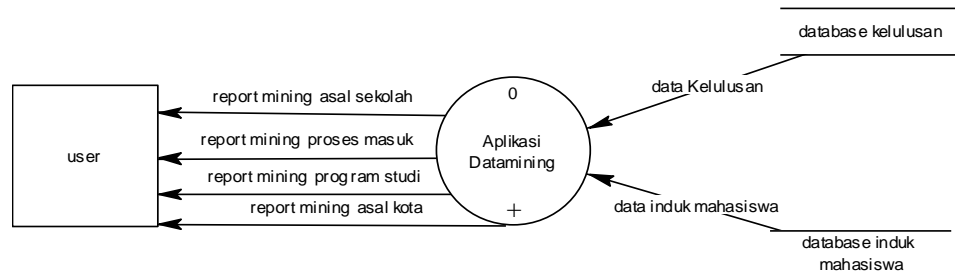 database kelulusan
data Kelulusan
report mining asal sekolah
0
report mining proses masuk
Aplikasi
Datamining
user
report mining program studi
report mining asal kota
+
data induk mahasiswa
database induk
mahasiswa